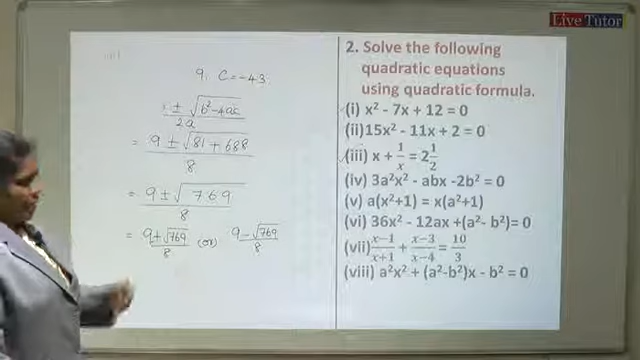 Live Tutor
9, C = -43
± √b² - 4ac
2a
= 9 ± √81 + 688
8
= 9 ± √769
8
= 9 + √769 (or) 9 - √769
8 8
2. Solve the following
quadratic equations
using quadratic formula.
(i) x² - 7x + 12 = 0
(ii)15x² - 11x + 2 = 0
(iii) x + 1/x = 2 1/2
(iv) 3a²x² - abx -2b² = 0
(v) a(x²+1) = x(a²+1)
(vi) 36x² - 12ax +(a²- b²)= 0
(vii) x-1/x+1 + x-3/x-4 = 10/3
(viii) a²x² + (a²-b²)x - b² = 0